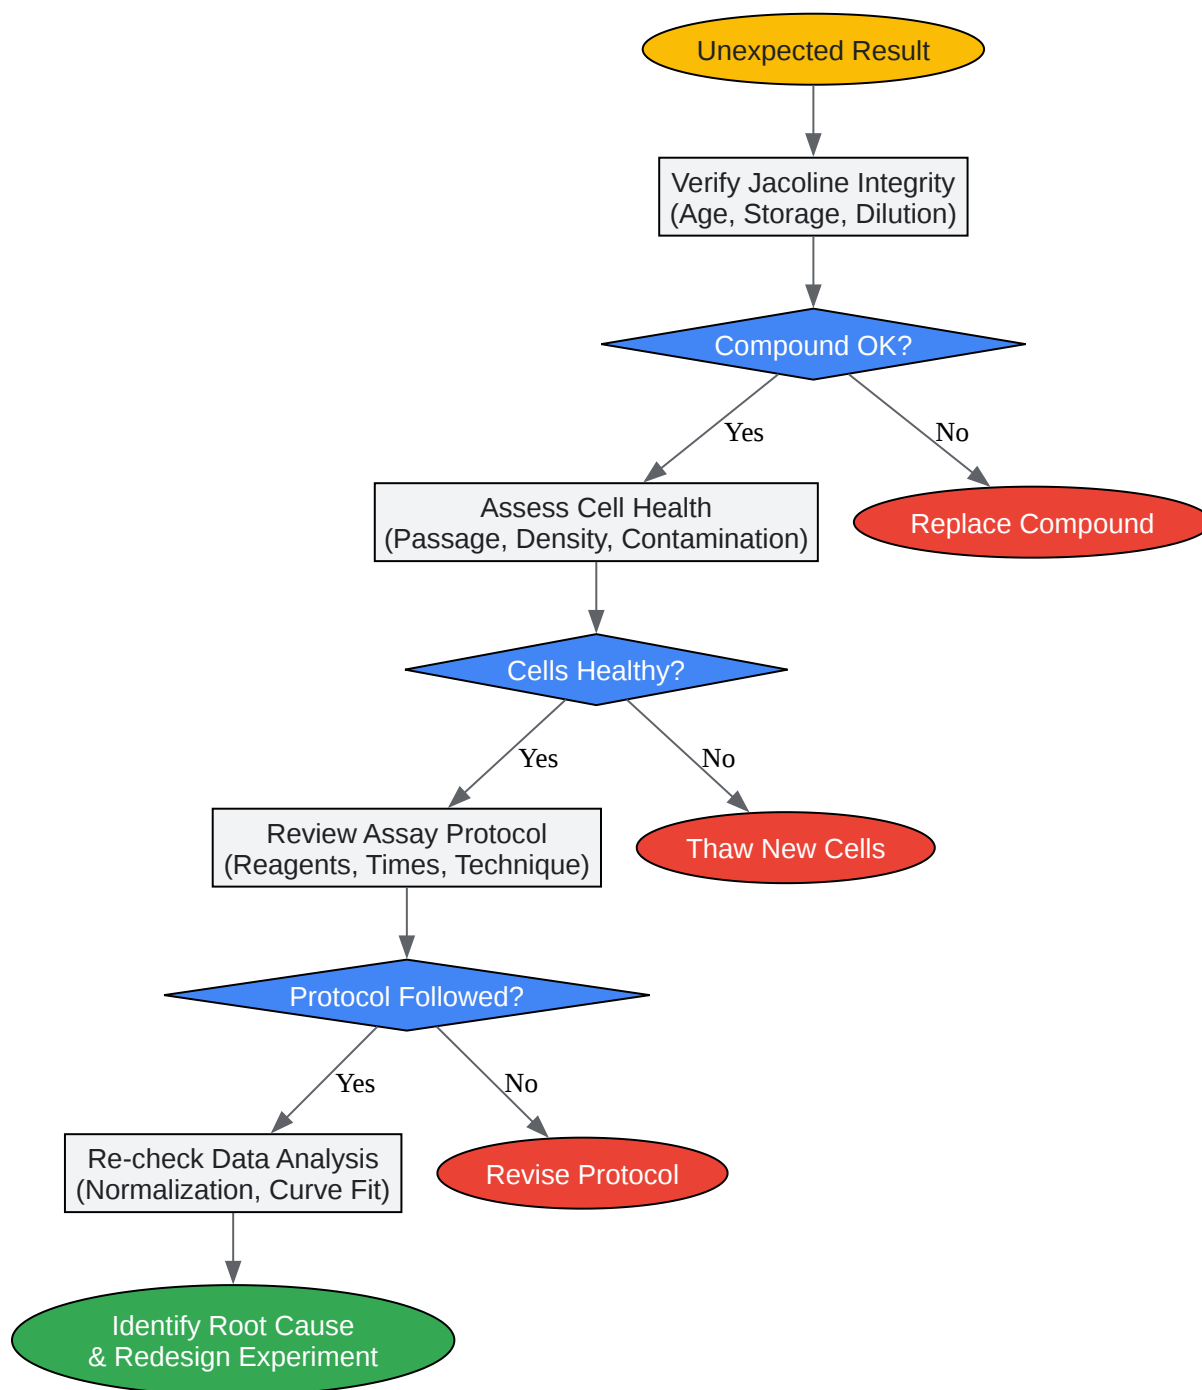 Unexpected Result
Verify Jacoline Integrity
(Age, Storage, Dilution)
Compound OK?
Yes
No
Assess Cell Health
(Passage, Density, Contamination)
Replace Compound
Cells Healthy?
Yes
No
Review Assay Protocol
(Reagents, Times, Technique)
Thaw New Cells
Protocol Followed?
Yes
No
Re-check Data Analysis
(Normalization, Curve Fit)
Revise Protocol
Identify Root Cause
& Redesign Experiment